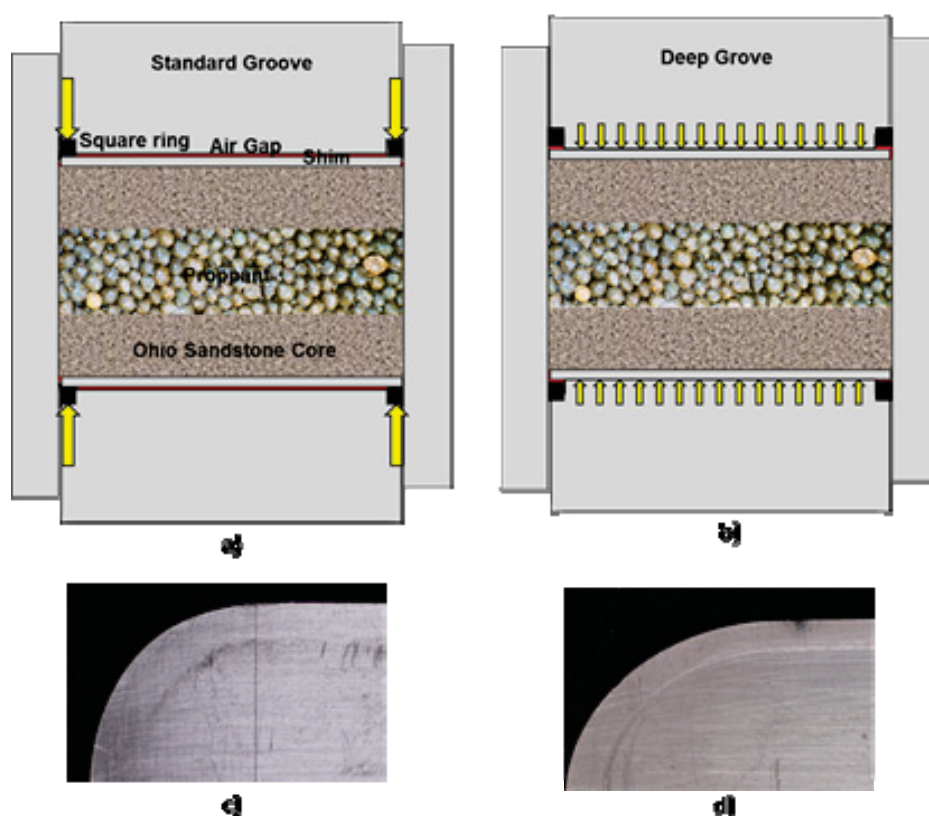 Standard Groove
Square ring
Air Gap
Shim
Proppant
Ohio Sandstone Core
a)
Deep Grove
b)
c)
d)